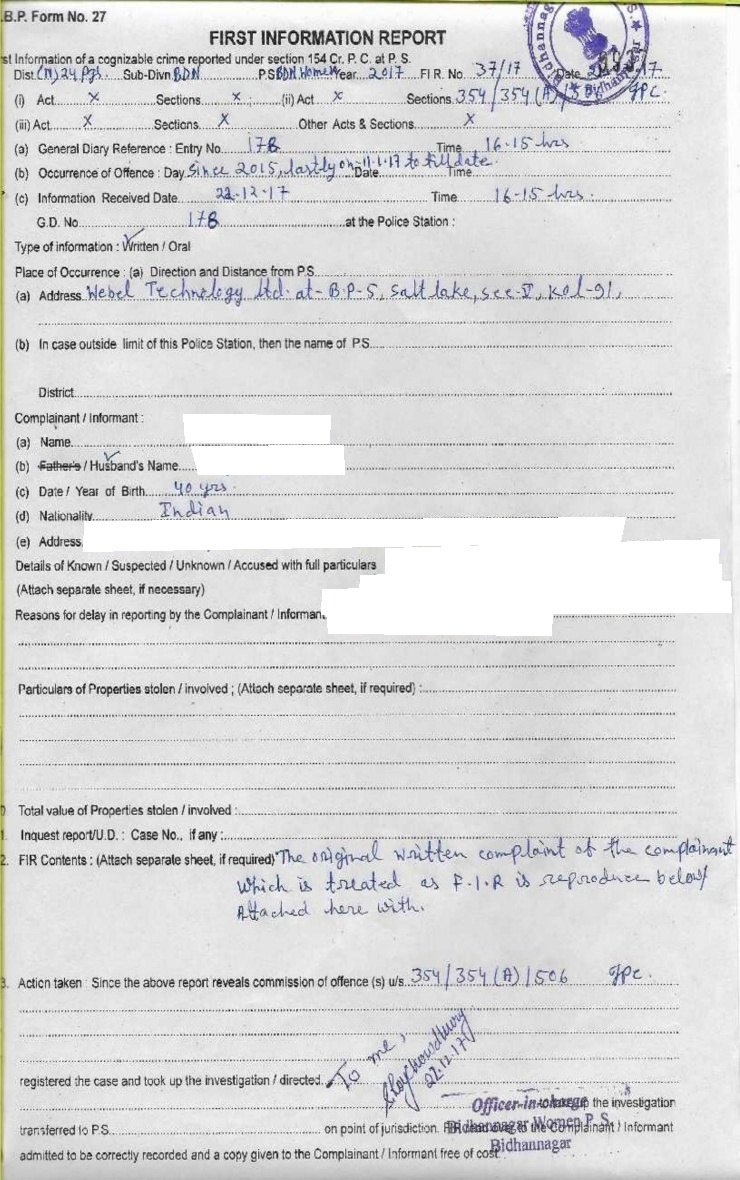 .B.P. Form No. 27
FIRST INFORMATION REPORT
st Information of a cognizable crime reported under section 154 Cr. P. C. at P. S.
Dist. (N) 24 Pgs. Sub-Divn. BDN P.S. BDN Women Year 2017 FIR. No. 37/17 Date
(i) Act x Sections x (ii) Act x Sections 354/354(A)/506 IPC.
(iii) Act x Sections x Other Acts & Sections x
(a) General Diary Reference : Entry No. 178 Time 16-15 hrs
(b) Occurrence of Offence : Day Since 2015, lastly on 11.1.17 to till date. Date Time
(c) Information Received Date 22-12-17 Time 16-15 hrs.
G.D. No. 178 at the Police Station :
Type of information : Written / Oral
Place of Occurrence : (a) Direction and Distance from P.S.
(a) Address Webel Technology Ltd. at- B.P-5, Salt lake, sec-V, Kol-91,
(b) In case outside limit of this Police Station, then the name of P.S.
District
Complainant / Informant :
(a) Name
(b) Father's / Husband's Name
(c) Date / Year of Birth 40 yrs.
(d) Nationality Indian
(e) Address
Details of Known / Suspected / Unknown / Accused with full particulars
(Attach separate sheet, if necessary)
Reasons for delay in reporting by the Complainant / Informan
Particulars of Properties stolen / involved ; (Attach separate sheet, if required) :
Total value of Properties stolen / involved :
1. Inquest report/U.D. : Case No., if any :
2. FIR Contents : (Attach separate sheet, if required) The original written complaint of the complainant
Which is treated as F.I.R is reproduce below/
Attached here with.
3. Action taken : Since the above report reveals commission of offence (s) u/s. 354/354(A)/506 IPC.
registered the case and took up the investigation / directed To me,
SRoyChowdhury
22.12.17
Officer-in-charge to take up the investigation
transferred to P.S. on point of jurisdiction. Bidhannagar Women P.S. to the Complainant / Informant
Bidhannagar
admitted to be correctly recorded and a copy given to the Complainant / Informant free of cost.